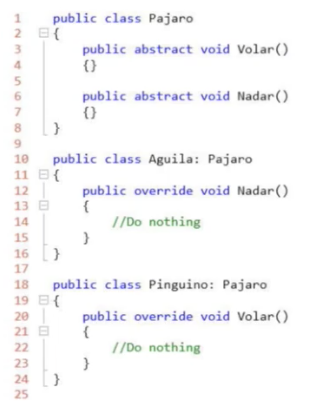 1 public class Pajaro
2 {
3 public abstract void Volar()
4 {}
5
6 public abstract void Nadar()
7 {}
8 }
9
10 public class Aguila: Pajaro
11 {
12 public override void Nadar()
13 {
14 //Do nothing
15 }
16 }
17
18 public class Pinguino: Pajaro
19 {
20 public override void Volar()
21 {
22 //Do nothing
23 }
24 }
25